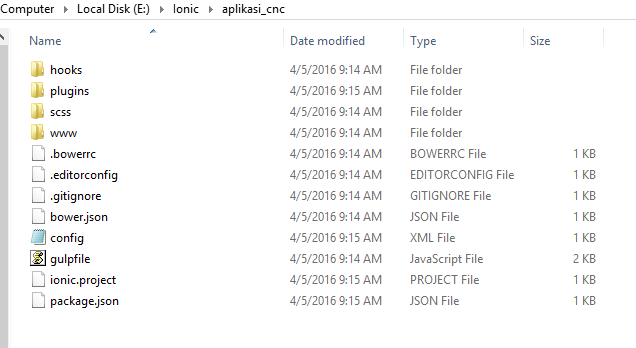 Computer Local Disk (E:) Ionic aplikasi_cnc
Name Date modified Type Size
hooks 4/5/2016 9:14 AM File folder
plugins 4/5/2016 9:15 AM File folder
scss 4/5/2016 9:14 AM File folder
www 4/5/2016 9:14 AM File folder
.bowerrc 4/5/2016 9:14 AM BOWERRC File 1 KB
.editorconfig 4/5/2016 9:14 AM EDITORCONFIG File 1 KB
.gitignore 4/5/2016 9:14 AM GITIGNORE File 1 KB
bower.json 4/5/2016 9:14 AM JSON File 1 KB
config 4/5/2016 9:15 AM XML File 1 KB
gulpfile 4/5/2016 9:14 AM JavaScript File 2 KB
ionic.project 4/5/2016 9:15 AM PROJECT File 1 KB
package.json 4/5/2016 9:15 AM JSON File 1 KB